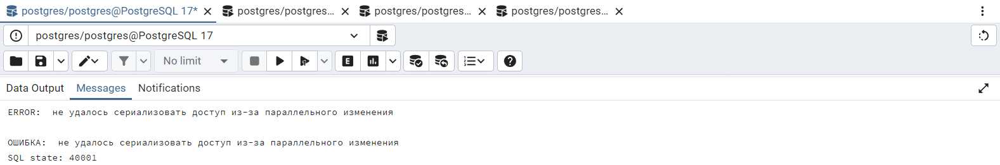 postgres/postgres@PostgreSQL 17* postgres/postgres... postgres/postgres... postgres/postgres...
postgres/postgres@PostgreSQL 17
No limit E
Data Output Messages Notifications
ERROR: не удалось сериализовать доступ из-за параллельного изменения
ОШИБКА: не удалось сериализовать доступ из-за параллельного изменения
SQL state: 40001